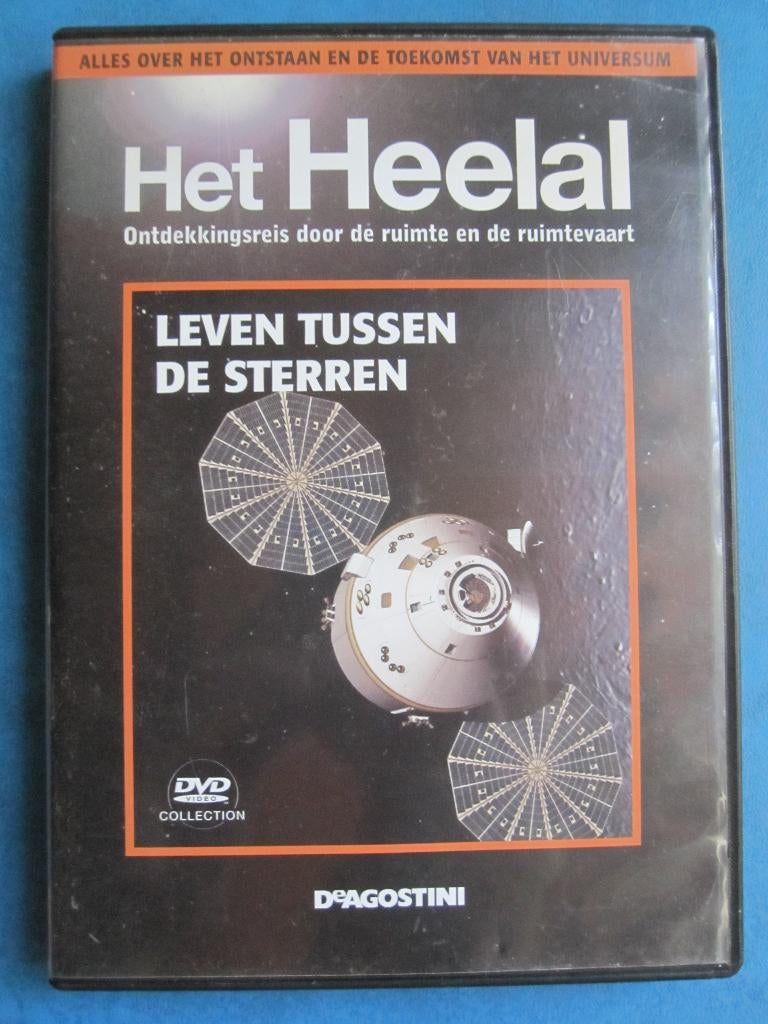 ALLES OVER HET ONTSTAAN EN DE TOEKOMST VAN HET UNIVERSUM
Het Heelal
Ontdekkingsreis door de ruimte en de ruimtevaart
LEVEN TUSSEN
DE STERREN
DVD
VIDEO
COLLECTION
DeAGOSTINI